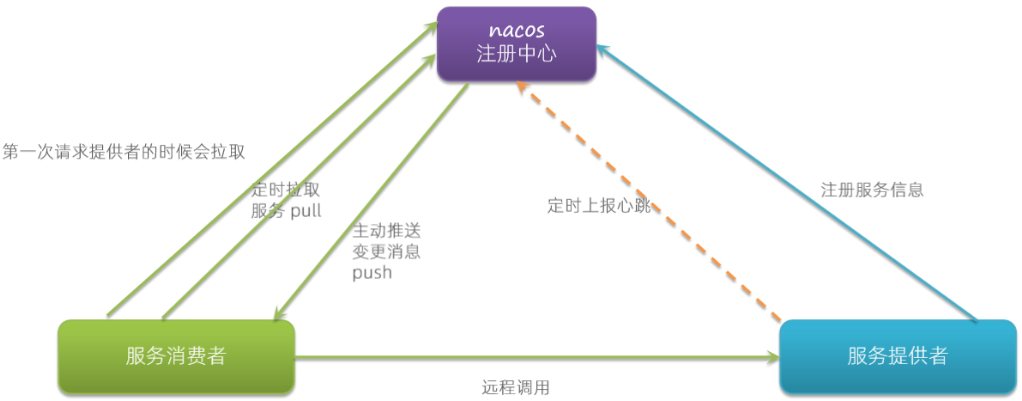 nacos
注册中心
第一次请求提供者的时候会拉取
定时拉取
服务 pull
注册服务信息
定时上报心跳
主动推送
变更消息
push
服务消费者
服务提供者
远程调用